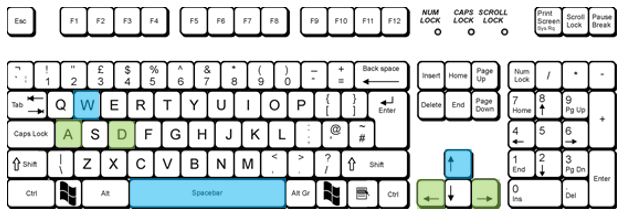 Esc F1 F2 F3 F4 F5 F6 F7 F8 F9 F10 F11 F12 NUM LOCK CAPS LOCK SCROLL LOCK Print Screen Sys Rq Scroll Lock Pause Break
¬ ` ¦ ! 1 " 2 £ 3 $ 4 % 5 ^ 6 & 7 * 8 ( 9 ) 0 _ - + = Back space Insert Home Page Up Num Lock / * -
Tab Q W E R T Y U I O P { [ } ] Enter Delete End Page Down 7 Home 8 9 Pg Up +
Caps Lock A S D F G H J K L : ; @ ' ~ # 4 5 6
Shift | \ Z X C V B N M < , > . ? / Shift 1 End 2 3 Pg Dn Enter
Ctrl Alt Spacebar Alt Gr Ctrl 0 Ins . Del